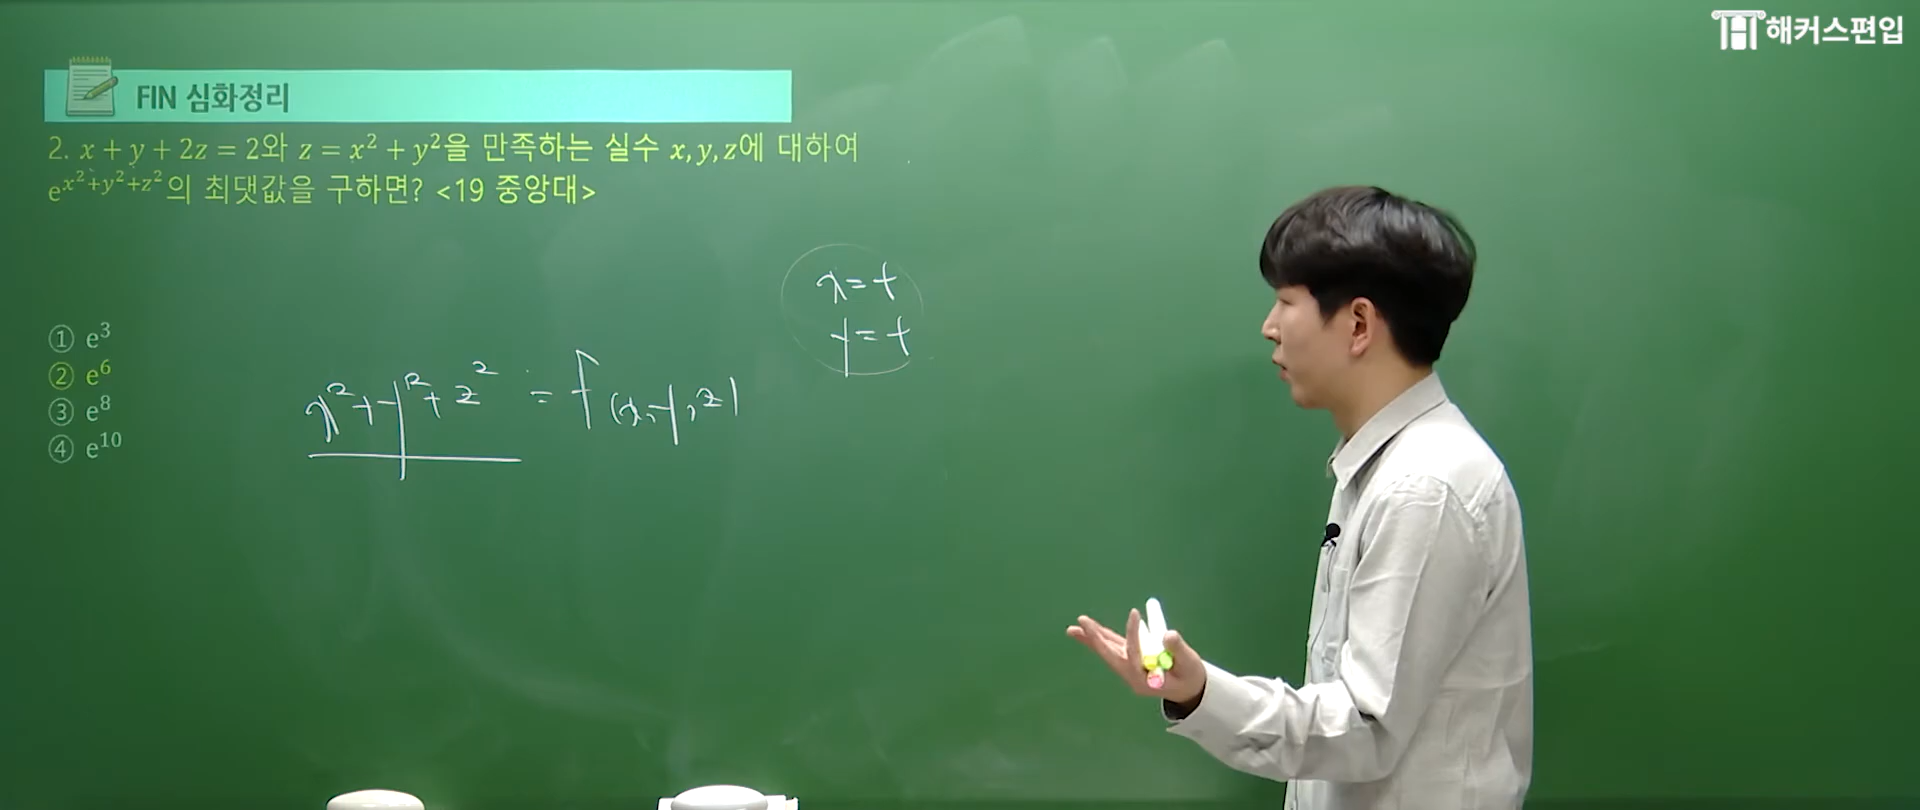 해커스편입
FIN 심화정리
2. x + y + 2z = 2와 z = x² + y²을 만족하는 실수 x, y, z에 대하여
e^{x²+y²+z²}의 최댓값을 구하면? <19 중앙대>
x = t
y = t
① e³
② e⁶
③ e⁸
④ e¹⁰
x² + y² + z² = f(x, y, z)